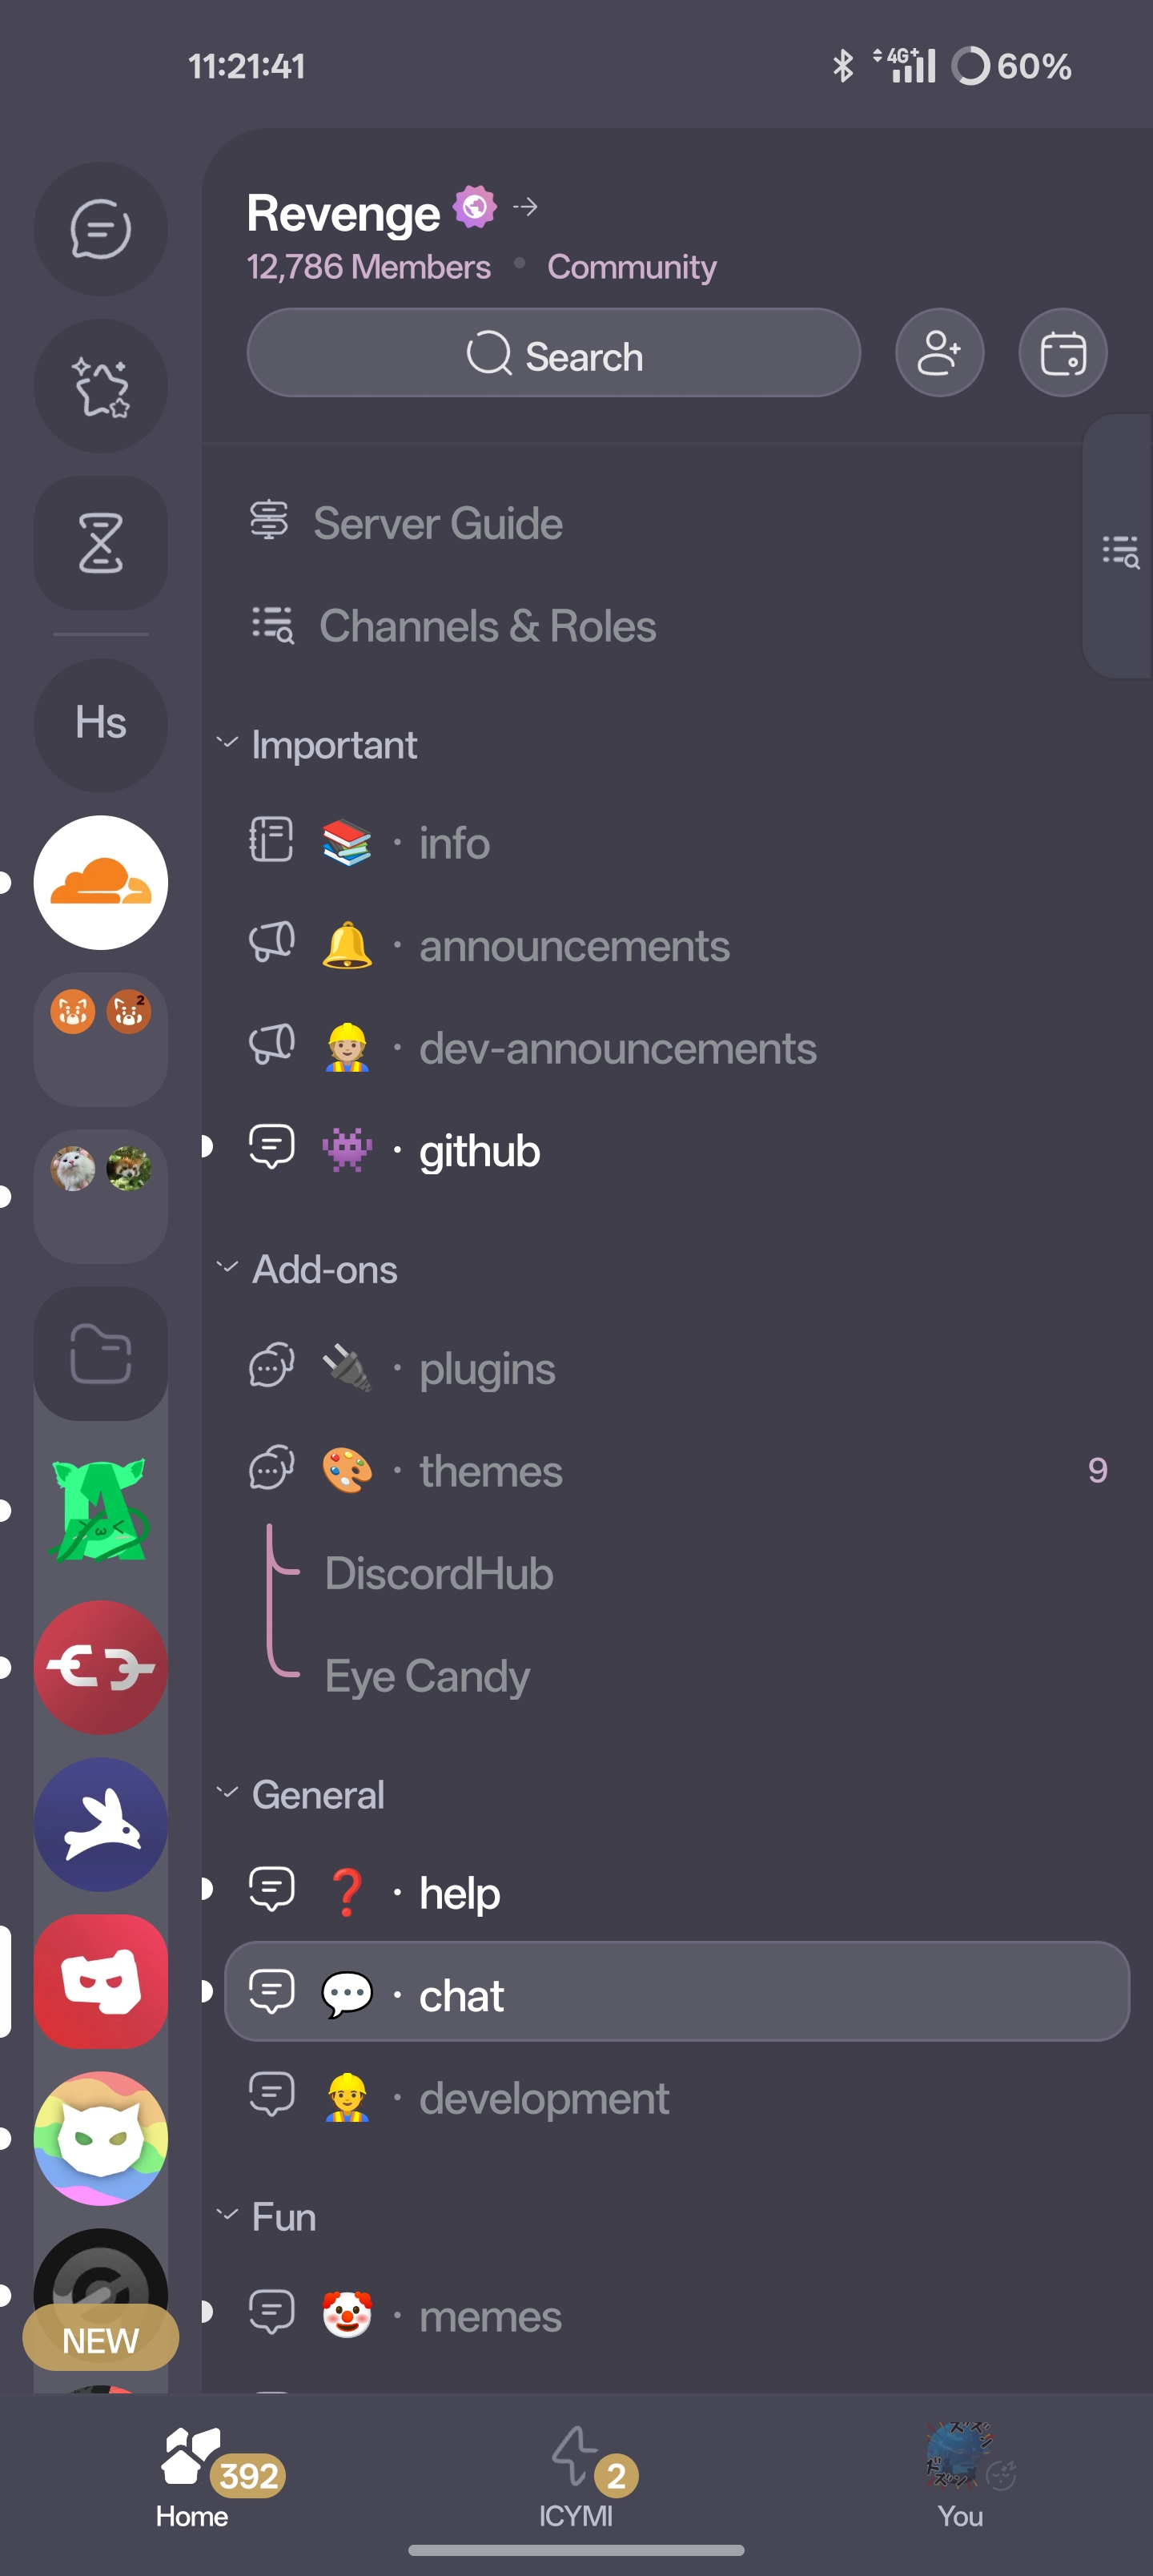 11:21:41
4G+ 60%
Revenge
12,786 Members • Community
Search
Server Guide
Channels & Roles
Hs
Important
info
announcements
2
dev-announcements
github
Add-ons
plugins
themes 9
DiscordHub
Eye Candy
General
help
chat
development
Fun
memes
NEW
392
2
Home
ICYMI
You